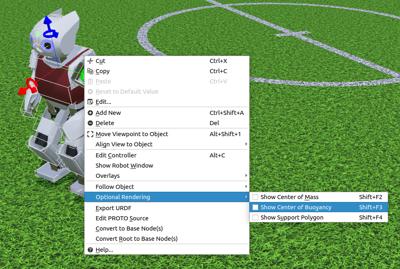 Cut Ctrl+X
Copy Ctrl+C
Paste Ctrl+V
Reset to Default Value
Edit...
Add New Ctrl+Shift+A
Delete Del
Move Viewpoint to Object Alt+Shift+1
Align View to Object
Edit Controller Alt+C
Show Robot Window
Overlays
Follow Object
Optional Rendering
Show Center of Mass Shift+F2
Show Center of Buoyancy Shift+F3
Show Support Polygon Shift+F4
Export URDF
Edit PROTO Source
Convert to Base Node(s)
Convert Root to Base Node(s)
Help...